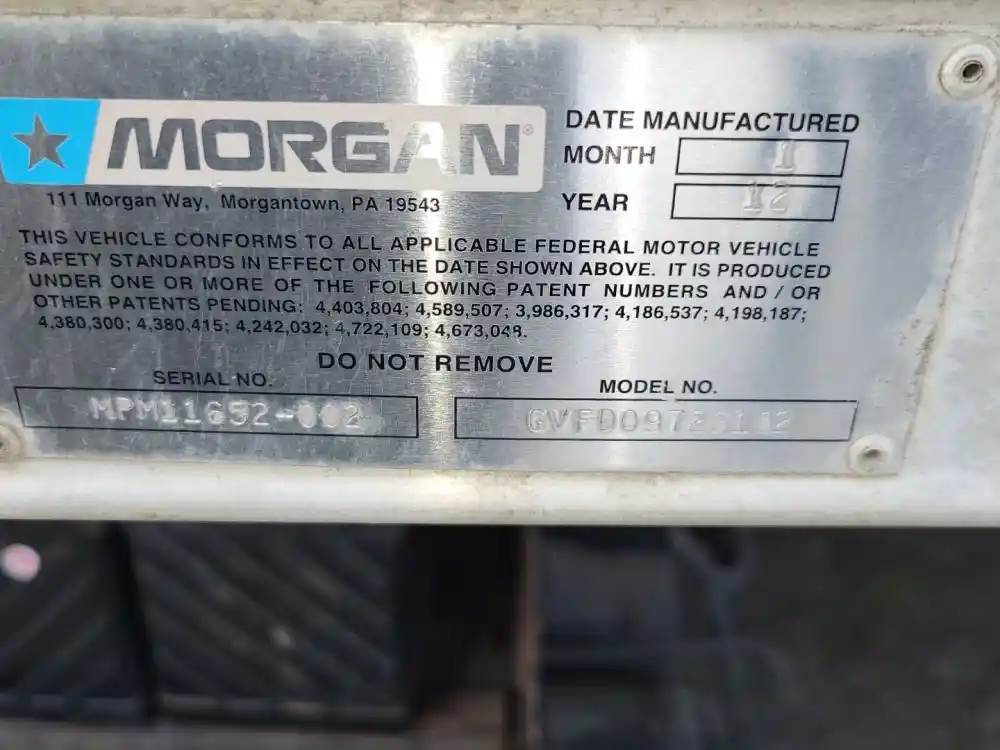 MORGAN®
111 Morgan Way, Morgantown, PA 19543
DATE MANUFACTURED
MONTH 1
YEAR 12
THIS VEHICLE CONFORMS TO ALL APPLICABLE FEDERAL MOTOR VEHICLE
SAFETY STANDARDS IN EFFECT ON THE DATE SHOWN ABOVE. IT IS PRODUCED
UNDER ONE OR MORE OF THE FOLLOWING PATENT NUMBERS AND / OR
OTHER PATENTS PENDING: 4,403,804; 4,589,507; 3,986,317; 4,186,537; 4,198,187;
4,380,300; 4,380,415; 4,242,032; 4,722,109; 4,673,048.
DO NOT REMOVE
SERIAL NO.
MPM11652-002
MODEL NO.